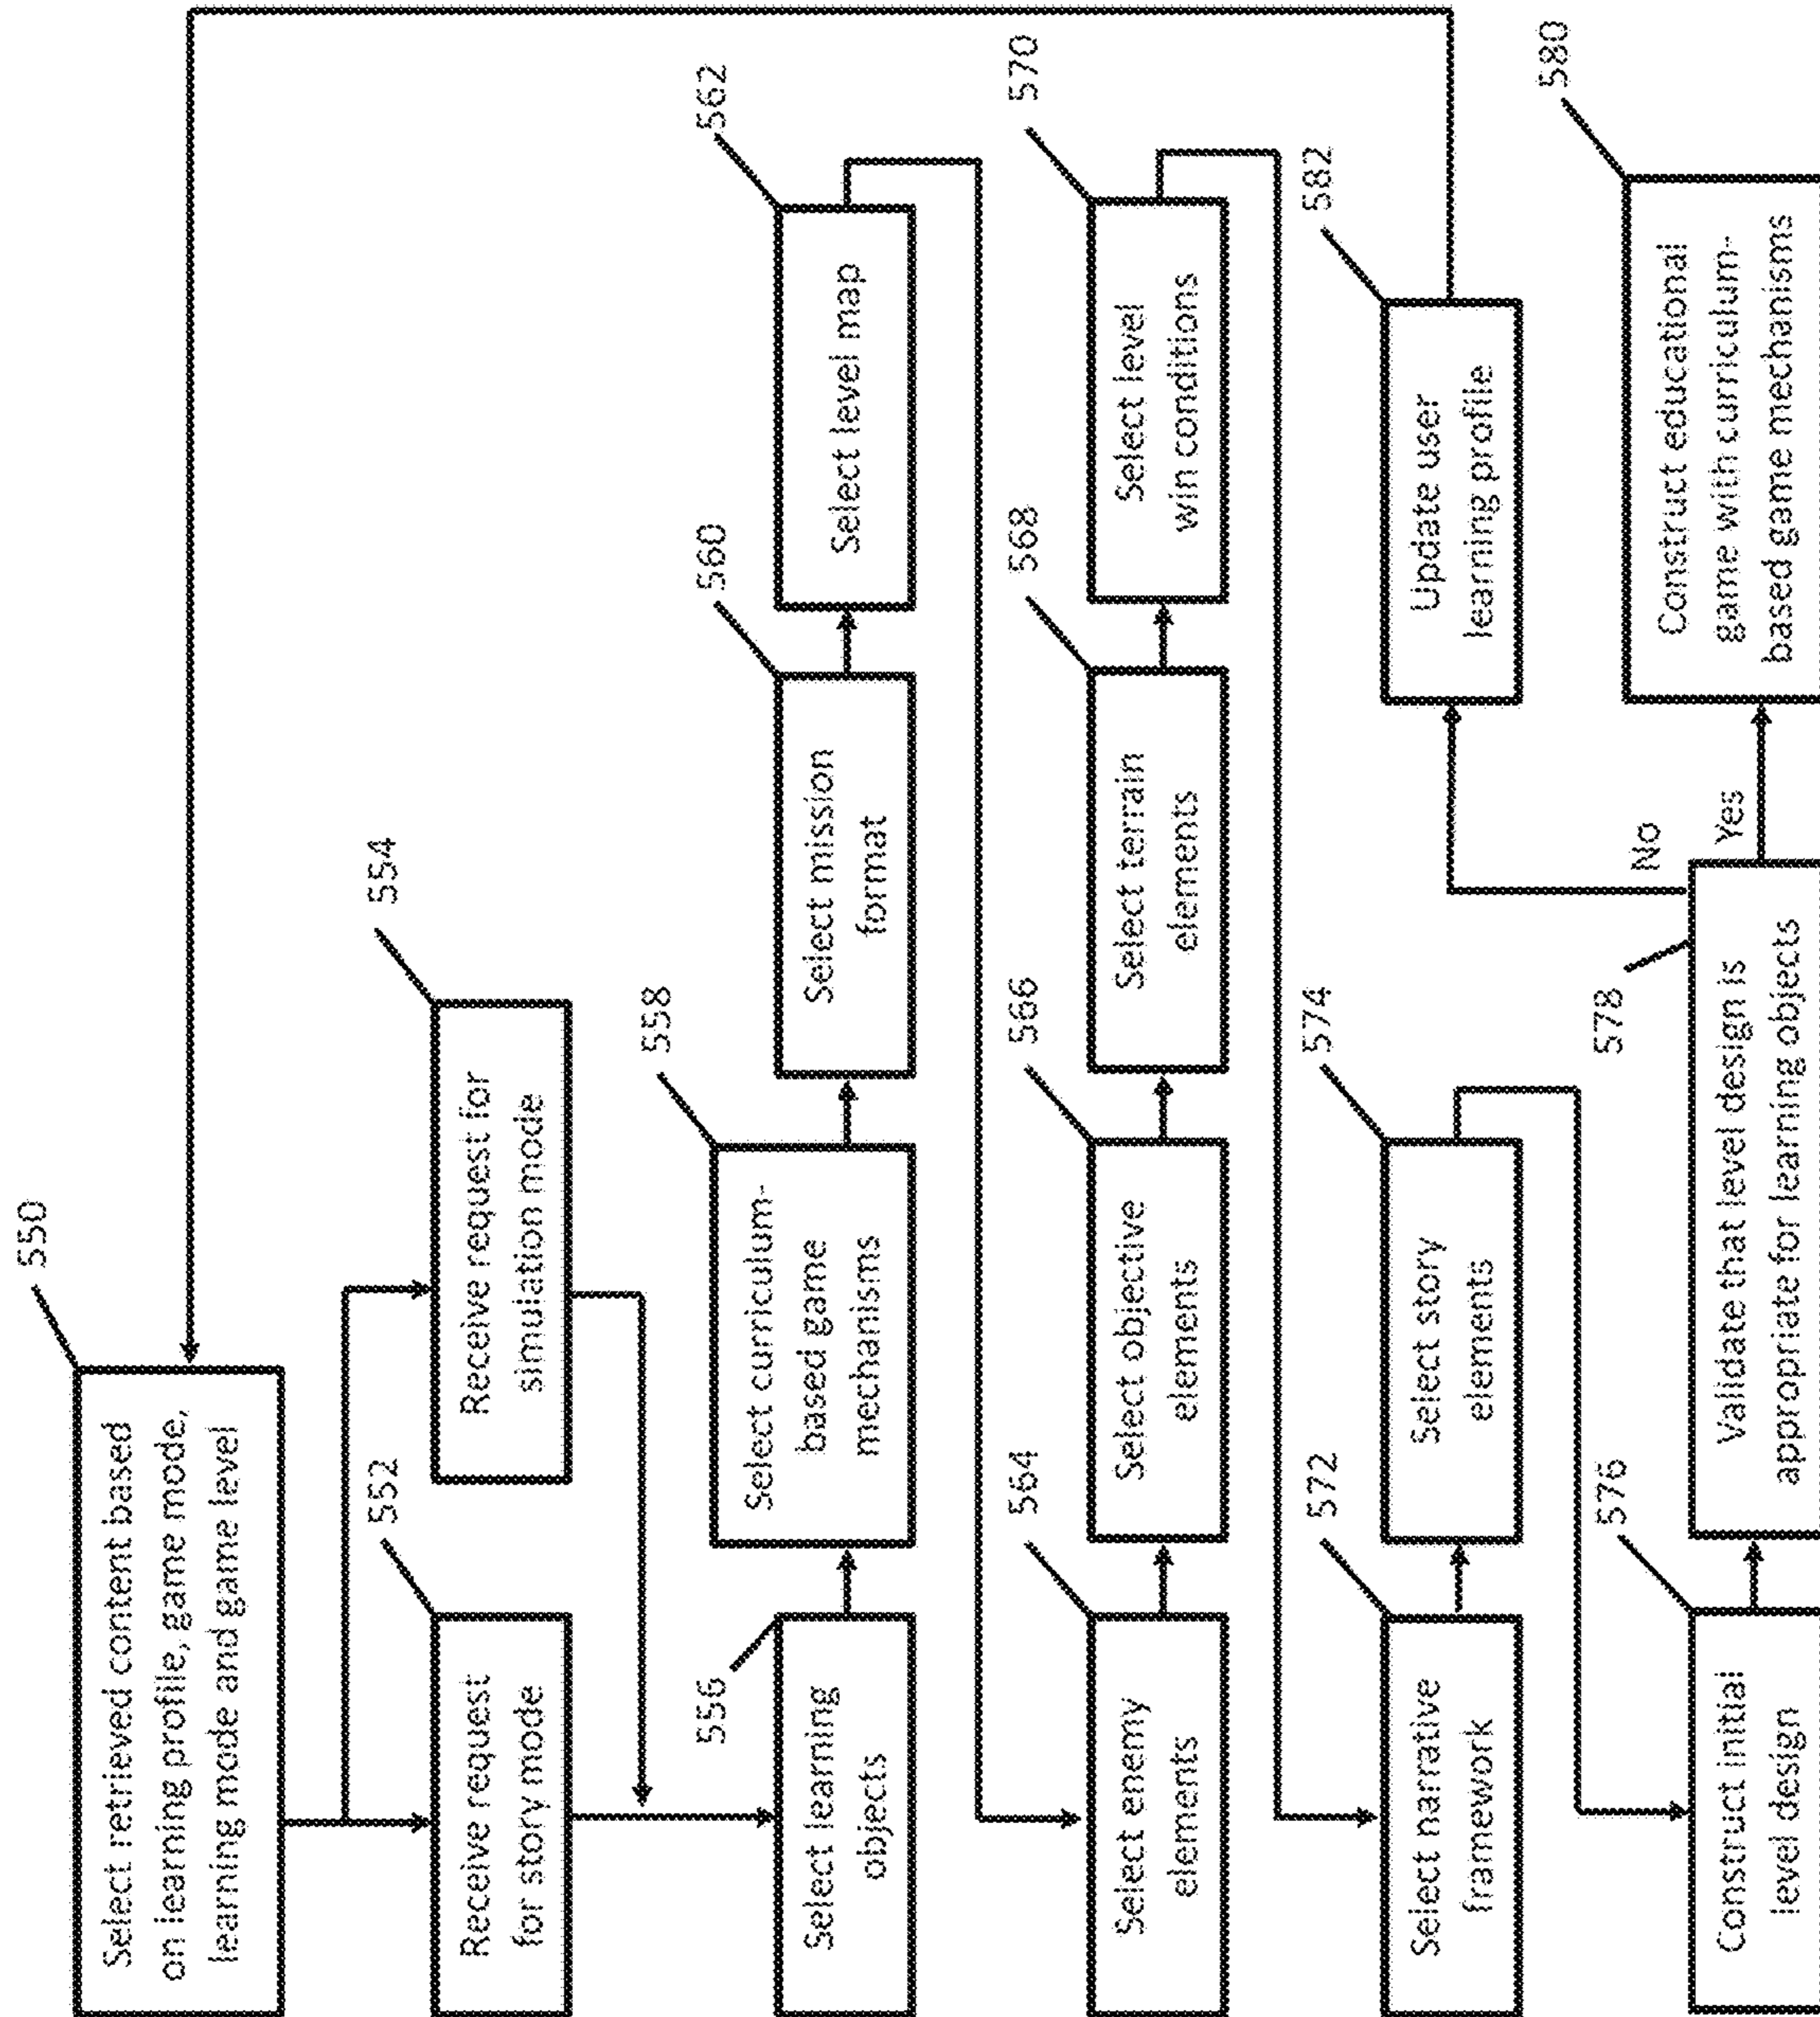 550
Select retrieved content based
on learning profile, game mode,
learning mode and game level
552
Receive request
for story mode
554
Receive request for
simulation mode
556
Select learning
objects
558
Select curriculum-
based game
mechanisms
560
Select mission
format
562
Select level map
564
Select enemy
elements
566
Select objective
elements
568
Select terrain
elements
570
Select level
win conditions
572
Select narrative
framework
574
Select story
elements
582
Update user
learning profile
576
Construct initial
level design
578
Validate that level design is
appropriate for learning objects
No
Yes
580
Construct educational
game with curriculum-
based game mechanisms